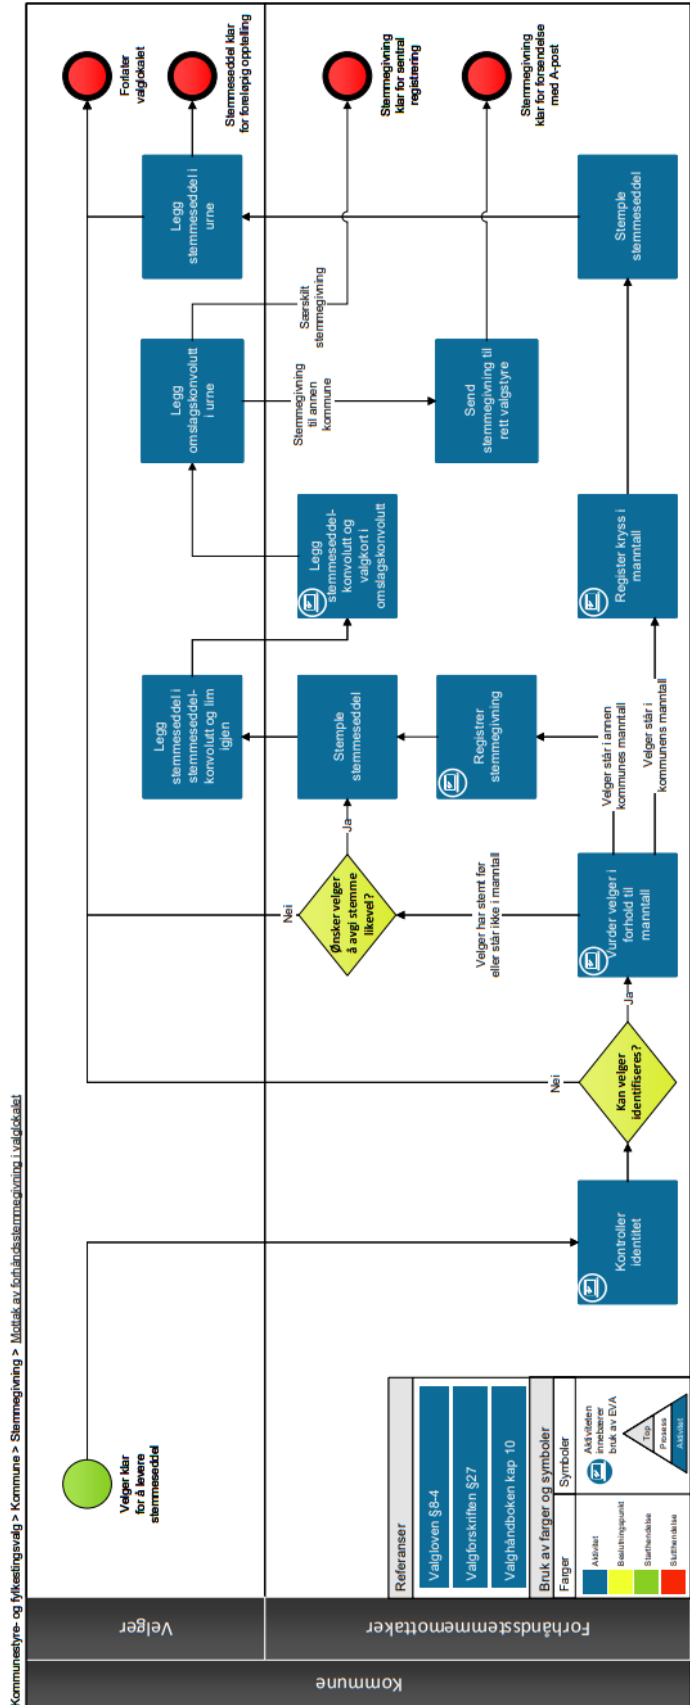 Kommunestyre- og fylkestingsvalg > Kommune > Stemmegivning > Mottak av forhåndsstemmegivning i valglokalet
Kommune
Velger
Forhåndsstemmemottaker
Velger klar
for å levere
stemmeseddel
Kontroller
identitet
Kan velger
identifiseres?
Nei
Ja
Vurder velger i
forhold til
manntall
Velger har stemt før
eller står ikke i manntall
Velger står i annen
kommunes manntall
Velger står i
kommunens manntall
Ønsker velger
å avgi stemme
likevel?
Nei
Ja
Registrer
stemmegivning
Stemple
stemmeseddel
Legg
stemmeseddel i
stemmeseddel-
konvolutt og lim
igjen
Legg
stemmeseddel-
konvolutt og
valgkort i
omslagskonvolutt
Legg
omslagskonvolutt
i urne
Særskilt
stemmegivning
Stemmegivning
til annen
kommune
Send
stemmegivning til
rett valgstyre
Register kryss i
manntall
Stemple
stemmeseddel
Legg
stemmeseddel i
urne
Forlater
valglokalet
Stemmeseddel klar
for foreløpig opptelling
Stemmegivning
klar for sentral
registrering
Stemmegivning
klar for forsendelse
med A-post
Referanser
Valgloven §8-4
Valgforskriften §27
Valghåndboken kap 10
Bruk av farger og symboler
Farger
Symboler
Aktivitet
Beslutningspunkt
Starthendelse
Slutthendelse
Aktiviteten
innebærer
bruk av EVA
Top
Prosess
Aktivitet